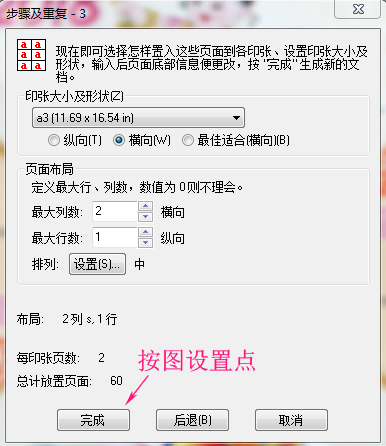 步骤及重复 - 3
a a
a a
a a
现在即可选择怎样置入这些页面到各印张、设置印张大小及
形状，输入后页面底部信息便更改，按 "完成" 生成新的文
档。
印张大小及形状(Z)
a3 (11.69 x 16.54 in)
纵向(T) 横向(W) 最佳适合(横向)(B)
页面布局
定义最大行、列数，数值为 0则不理会。
最大列数: 2 横向
最大行数: 1 纵向
排列: 设置(S)... 中
布局: 2列 s, 1 行
每印张页数: 2
按图设置点
总计放置页面: 60
完成 后退(B) 取消